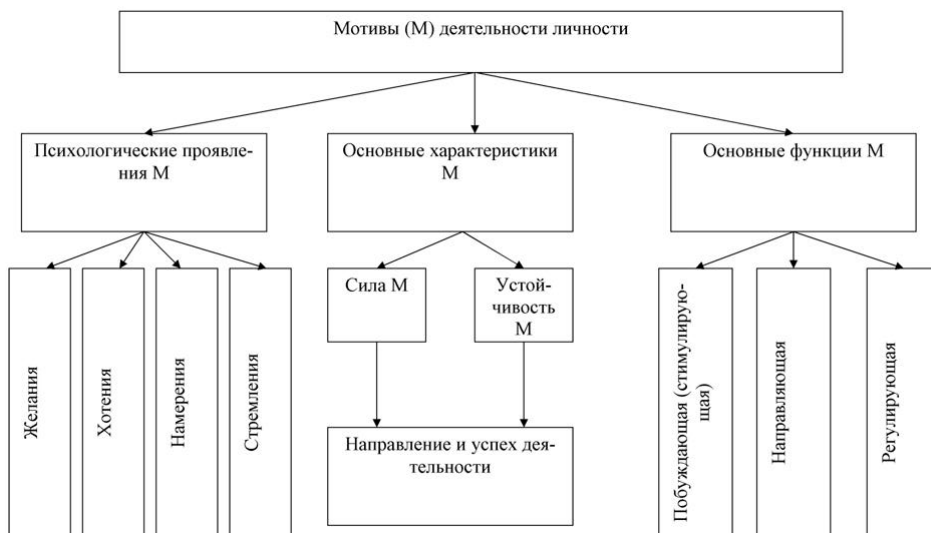 Мотивы (М) деятельности личности
Психологические проявле-
ния М
Основные характеристики
М
Основные функции М
Желания
Хотения
Намерения
Стремления
Сила М
Устой-
чивость
М
Направление и успех дея-
тельности
Побуждающая (стимулирую-
щая)
Направляющая
Регулирующая